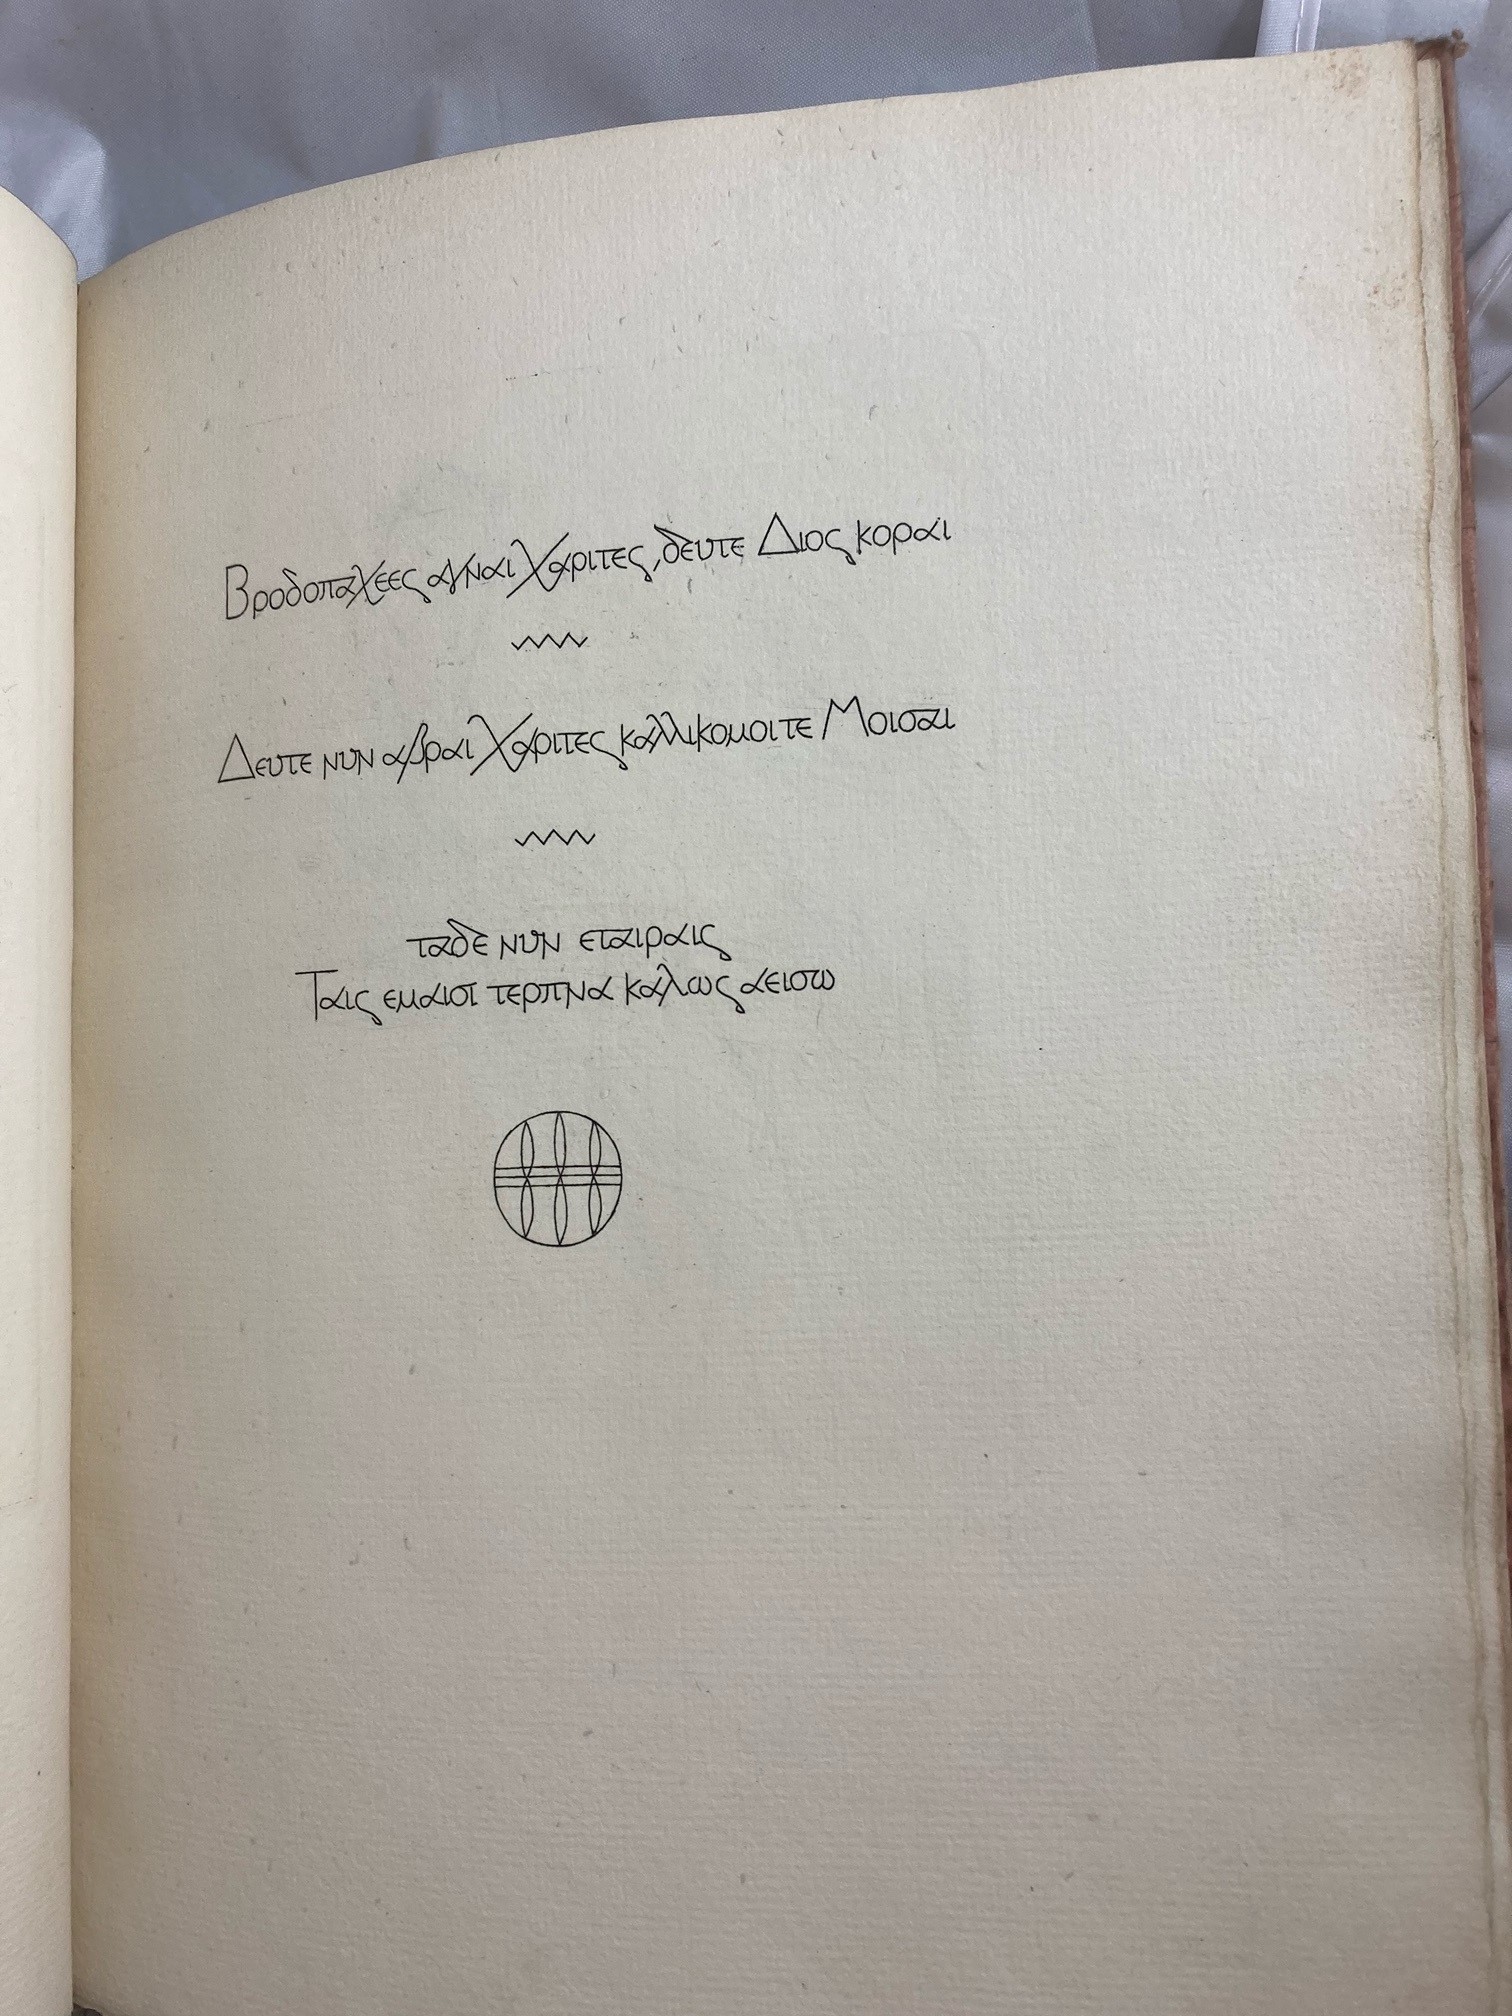 Βροδοπαχεες αγναι Χαριτες, δευτε Διος κοραι
Δευτε νυν αβραι Χαριτες καλλικομοι τε Μοισαι
ταδε νυν εταιραις
Ταις εμαισι τερπνα καλως αεισω